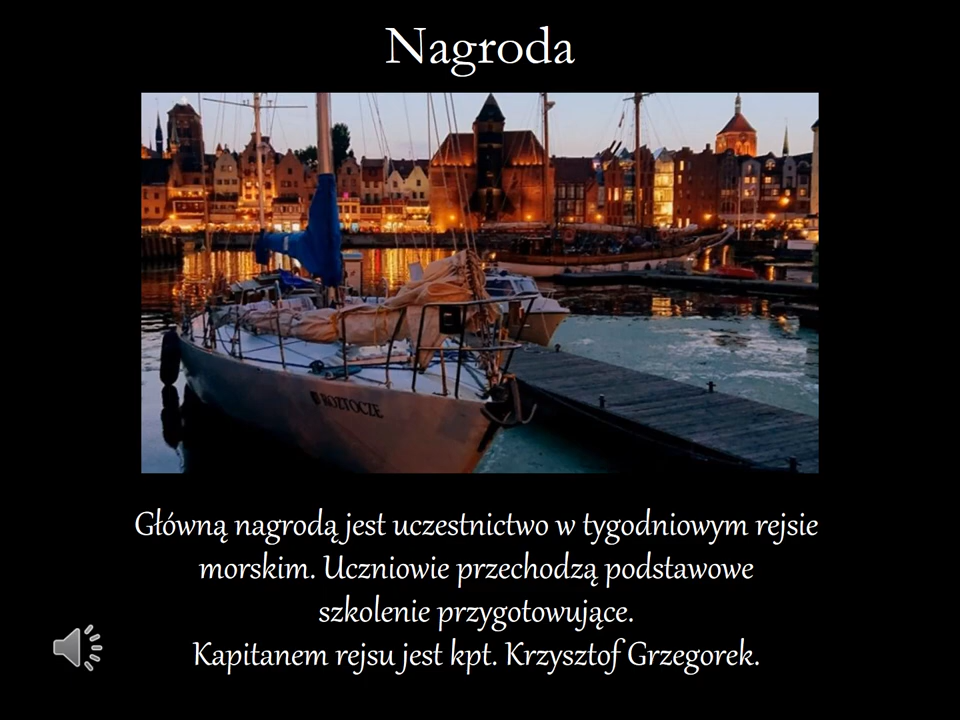 Nagroda
ROZTOCZE
Główną nagrodą jest uczestnictwo w tygodniowym rejsie
morskim. Uczniowie przechodzą podstawowe
szkolenie przygotowujące.
Kapitanem rejsu jest kpt. Krzysztof Grzegorek.